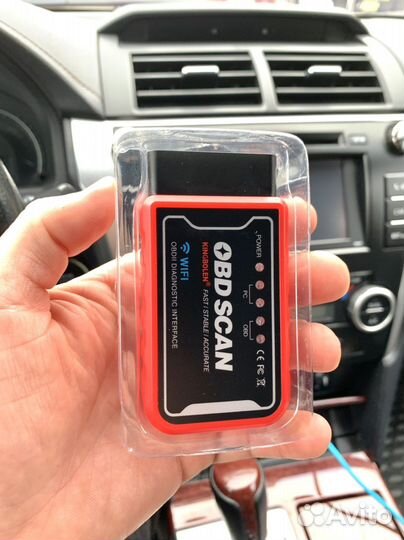 OBD SCAN
KINGBOLEN® FAST / STABLE / ACCURATE
WIFI
OBDII DIAGNOSTIC INTERFACE
POWER
PC
OBD
CE FC
Avito